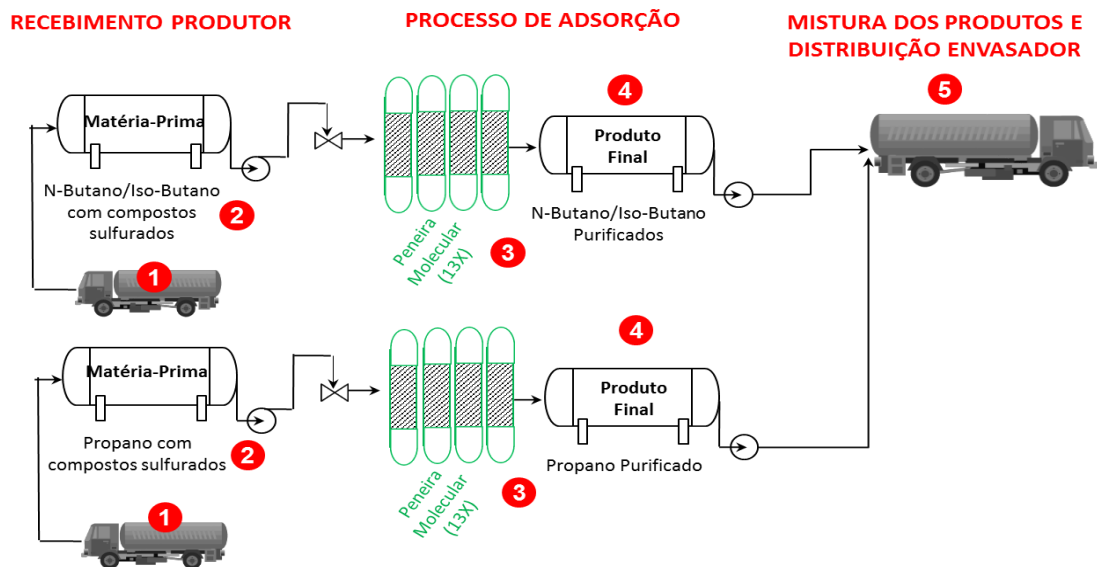 RECEBIMENTO PRODUTOR
PROCESSO DE ADSORÇÃO
MISTURA DOS PRODUTOS E
DISTRIBUIÇÃO ENVASADOR
Matéria-Prima
N-Butano/Iso-Butano
com compostos
sulfurados
2
1
Peneira
Molecular
(13X)
3
4
Produto
Final
N-Butano/Iso-Butano
Purificados
5
Matéria-Prima
Propano com
compostos sulfurados
2
1
Peneira
Molecular
(13X)
3
4
Produto
Final
Propano Purificado